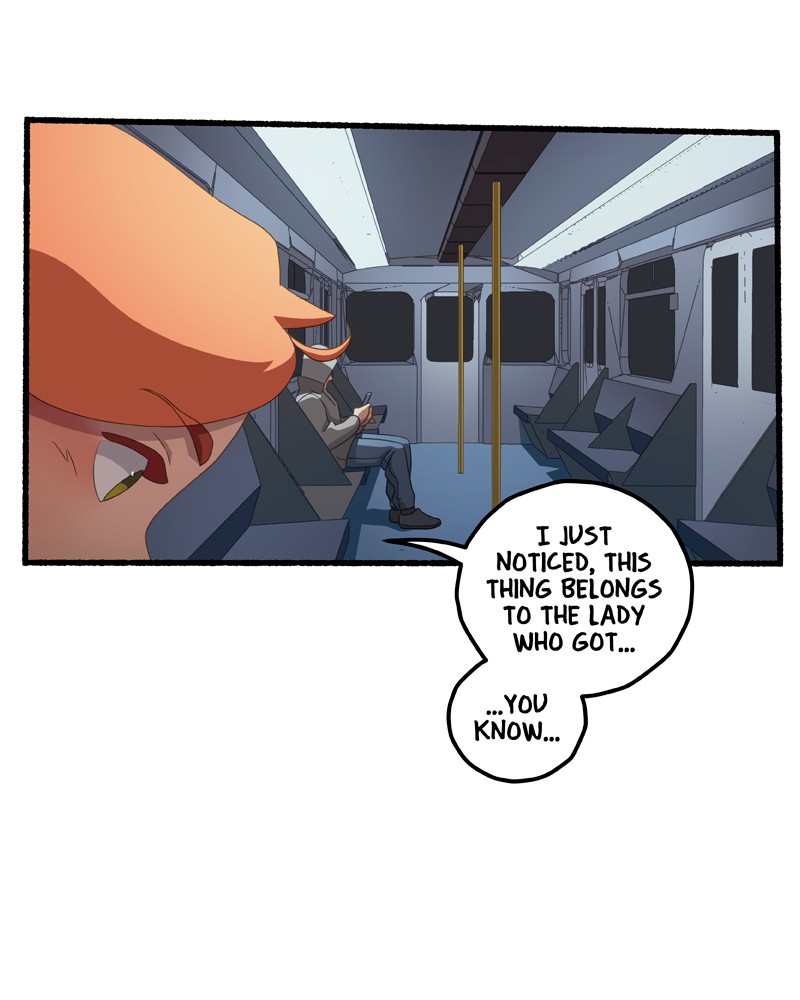 I JUST
NOTICED, THIS
THING BELONGS
TO THE LADY
WHO GOT...
...YOU
KNOW...